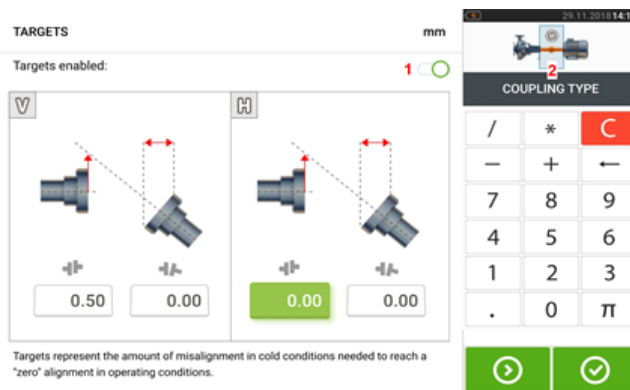 TARGETS
mm
29.11.2018 14:1
Targets enabled:
1
2
COUPLING TYPE
V
H
/ * C
− + ←
7 8 9
4 5 6
1 2 3
. 0 π
0.50
0.00
0.00
0.00
Targets represent the amount of misalignment in cold conditions needed to reach a
"zero" alignment in operating conditions.